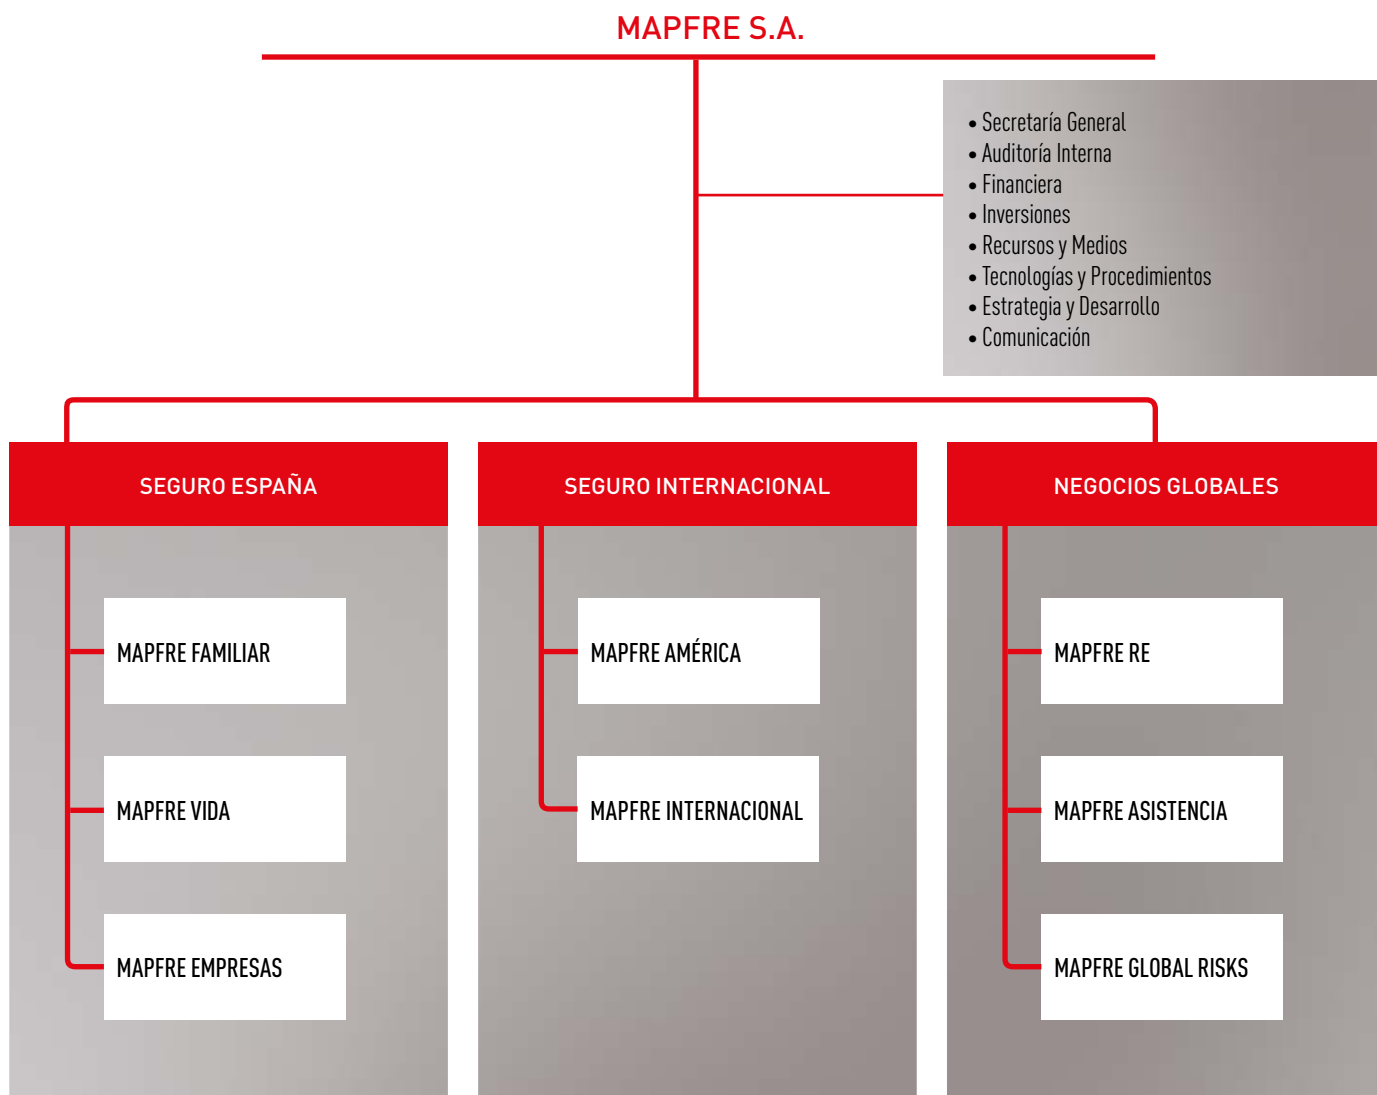 MAPFRE S.A.
• Secretaría General
• Auditoría Interna
• Financiera
• Inversiones
• Recursos y Medios
• Tecnologías y Procedimientos
• Estrategia y Desarrollo
• Comunicación
SEGURO ESPAÑA
MAPFRE FAMILIAR
MAPFRE VIDA
MAPFRE EMPRESAS
SEGURO INTERNACIONAL
MAPFRE AMÉRICA
MAPFRE INTERNACIONAL
NEGOCIOS GLOBALES
MAPFRE RE
MAPFRE ASISTENCIA
MAPFRE GLOBAL RISKS